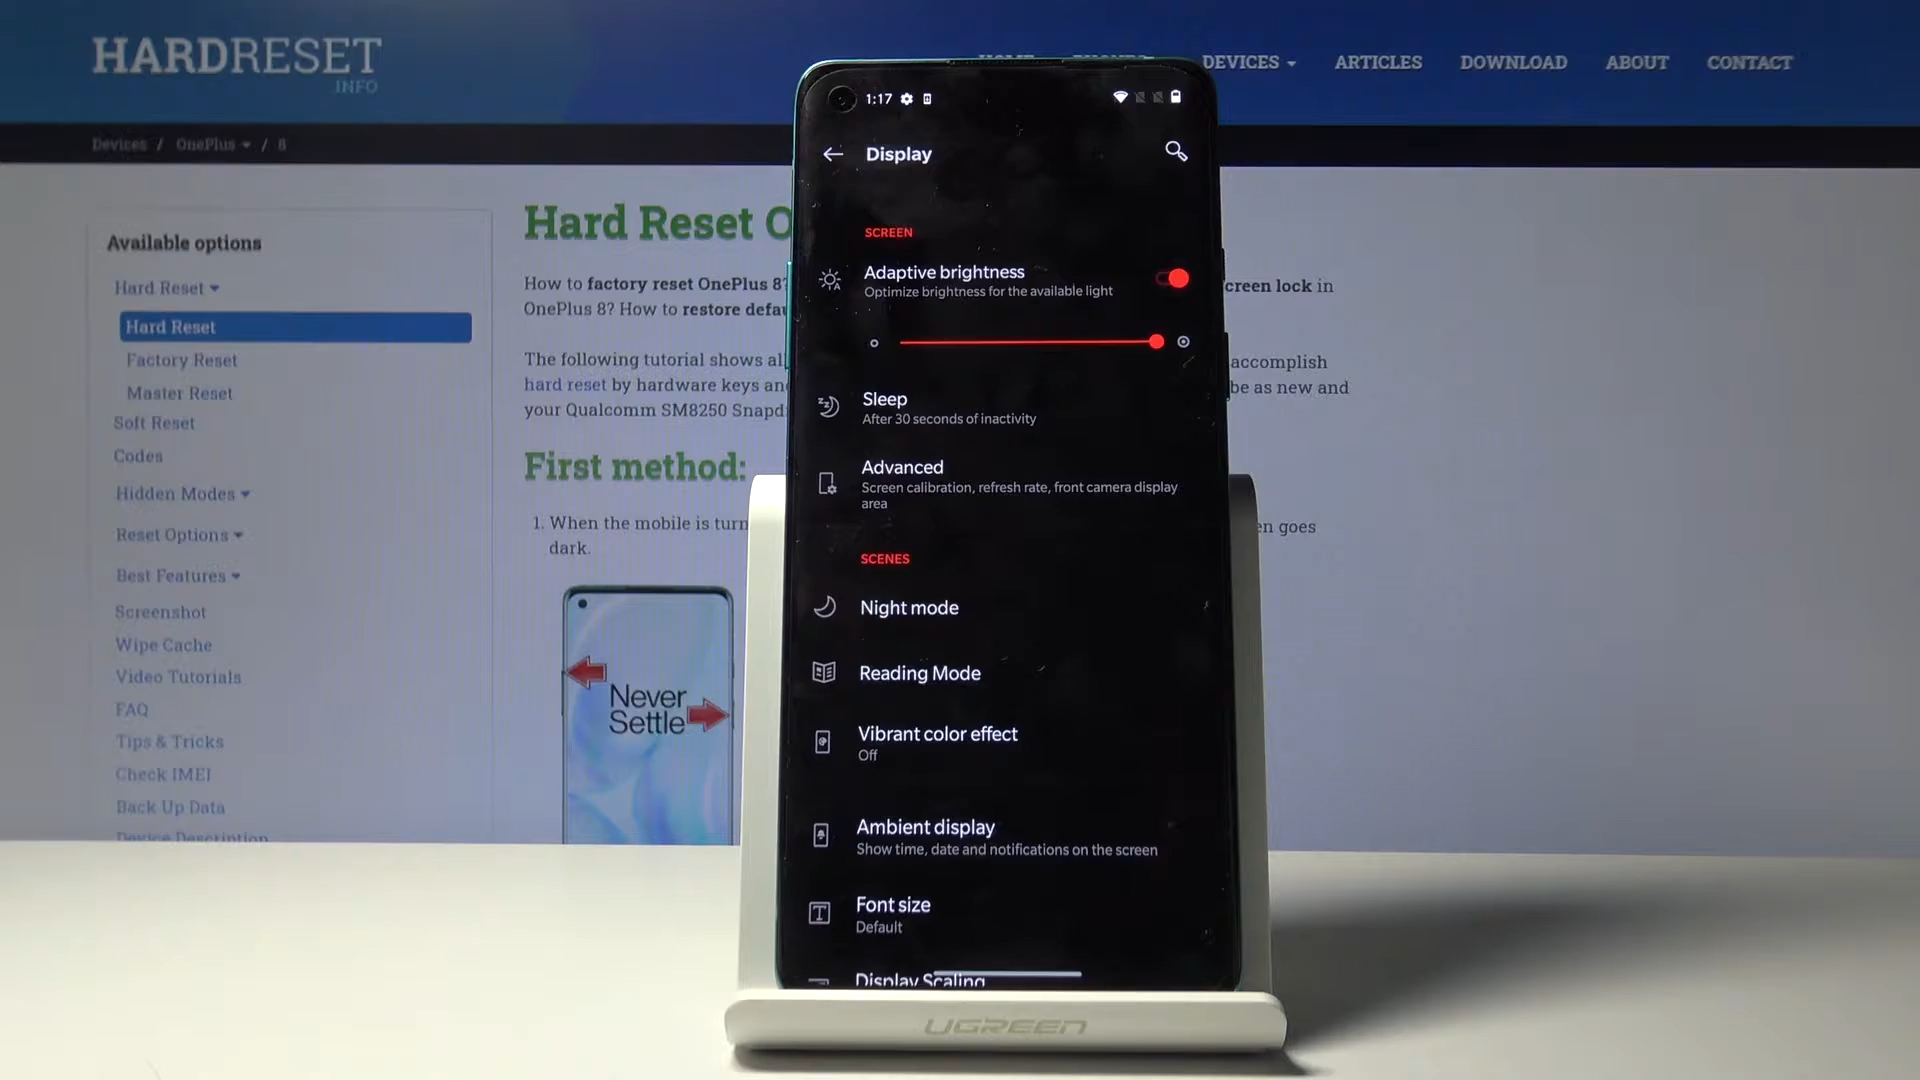 HARDRESET
.INFO
DEVICES
ARTICLES
DOWNLOAD
ABOUT
CONTACT
Devices / OnePlus / 8
Available options
Hard Reset
Hard Reset
Factory Reset
Master Reset
Soft Reset
Codes
Hidden Modes
Reset Options
Best Features
Screenshot
Wipe Cache
Video Tutorials
FAQ
Tips & Tricks
Check IMEI
Back Up Data
Device Description
Hard Reset O
How to factory reset OnePlus 8?
creen lock in
OnePlus 8? How to restore defau
The following tutorial shows al
accomplish
hard reset by hardware keys and
be as new and
your Qualcomm SM8250 Snapd
First method:
1. When the mobile is turn
en goes
dark.
Never
Settle
1:17
Display
SCREEN
Adaptive brightness
Optimize brightness for the available light
Sleep
After 30 seconds of inactivity
Advanced
Screen calibration, refresh rate, front camera display
area
SCENES
Night mode
Reading Mode
Vibrant color effect
Off
Ambient display
Show time, date and notifications on the screen
Font size
Default
Display Scaling
UGREEN